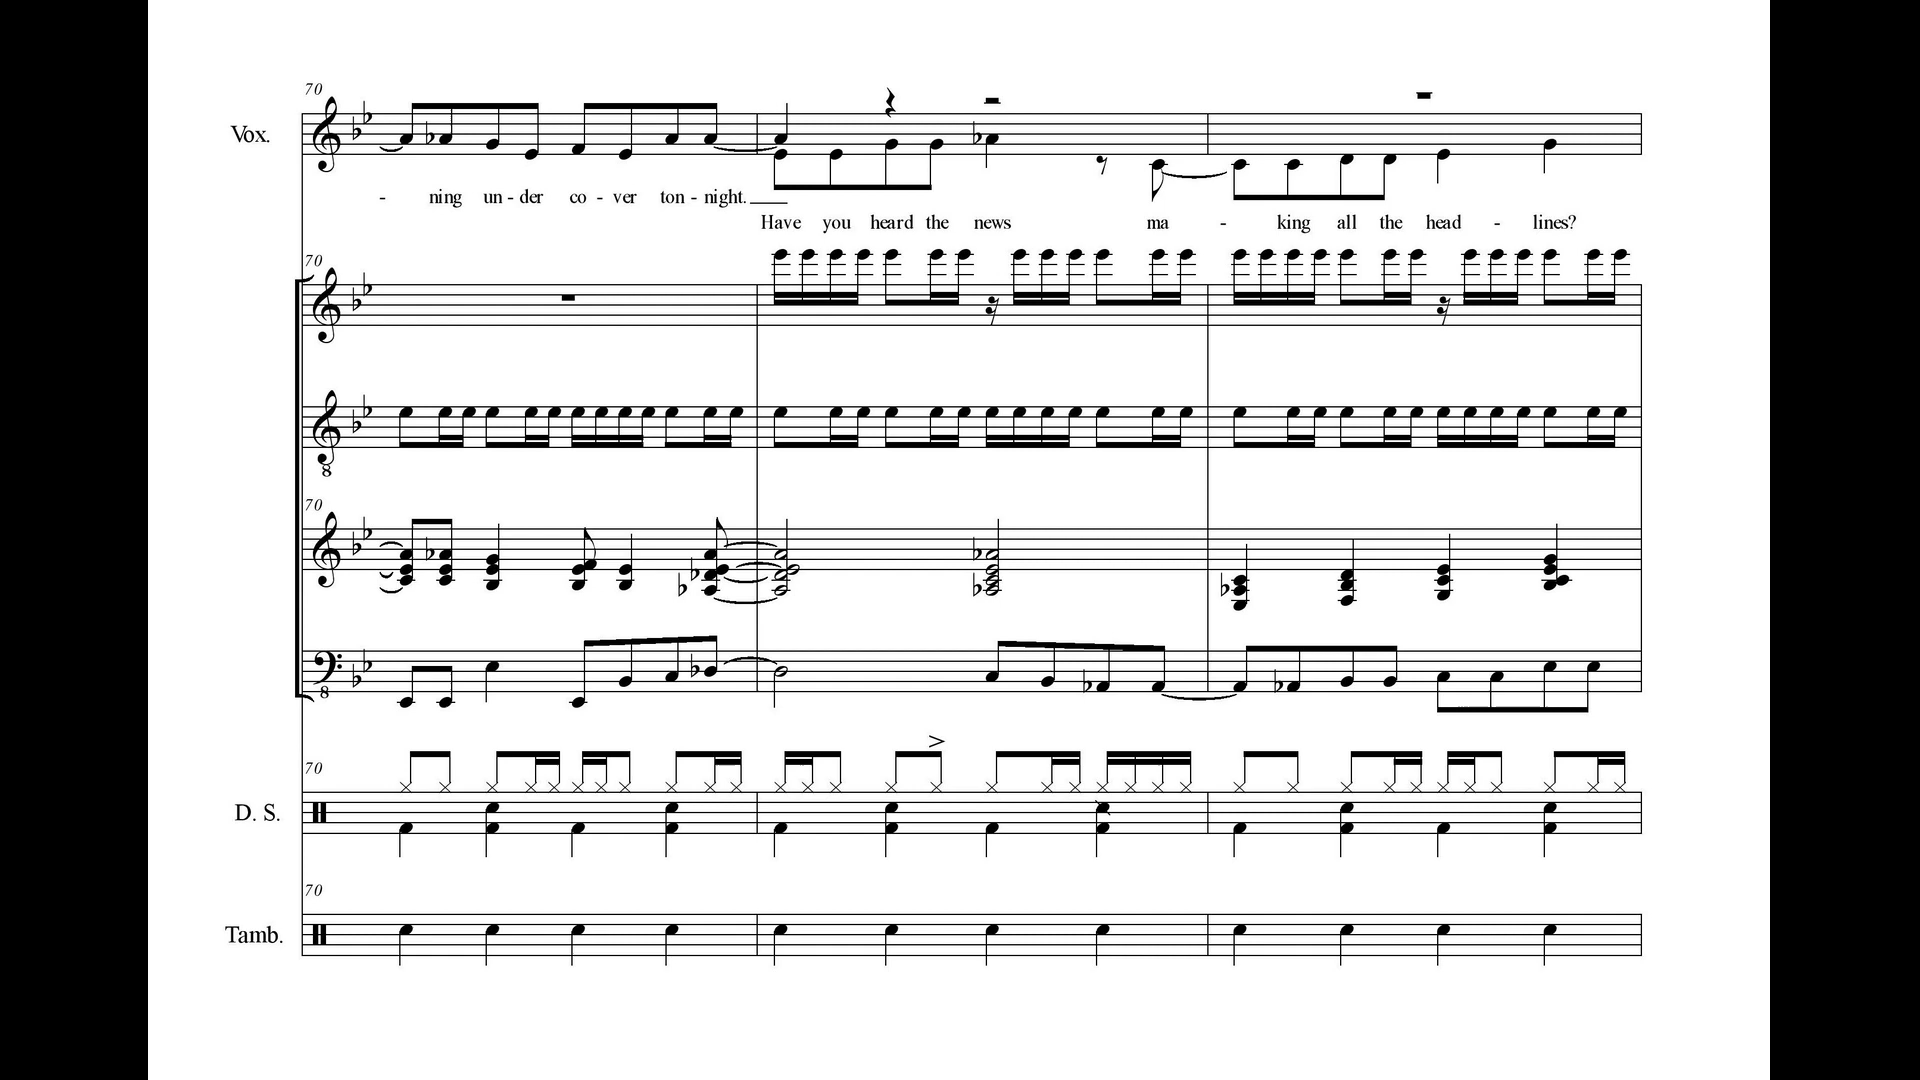 70
Vox.
- ning un - der co - ver ton - night.
Have you heard the news ma - king all the head - lines?
70
8
70
8
70
D. S.
70
Tamb.